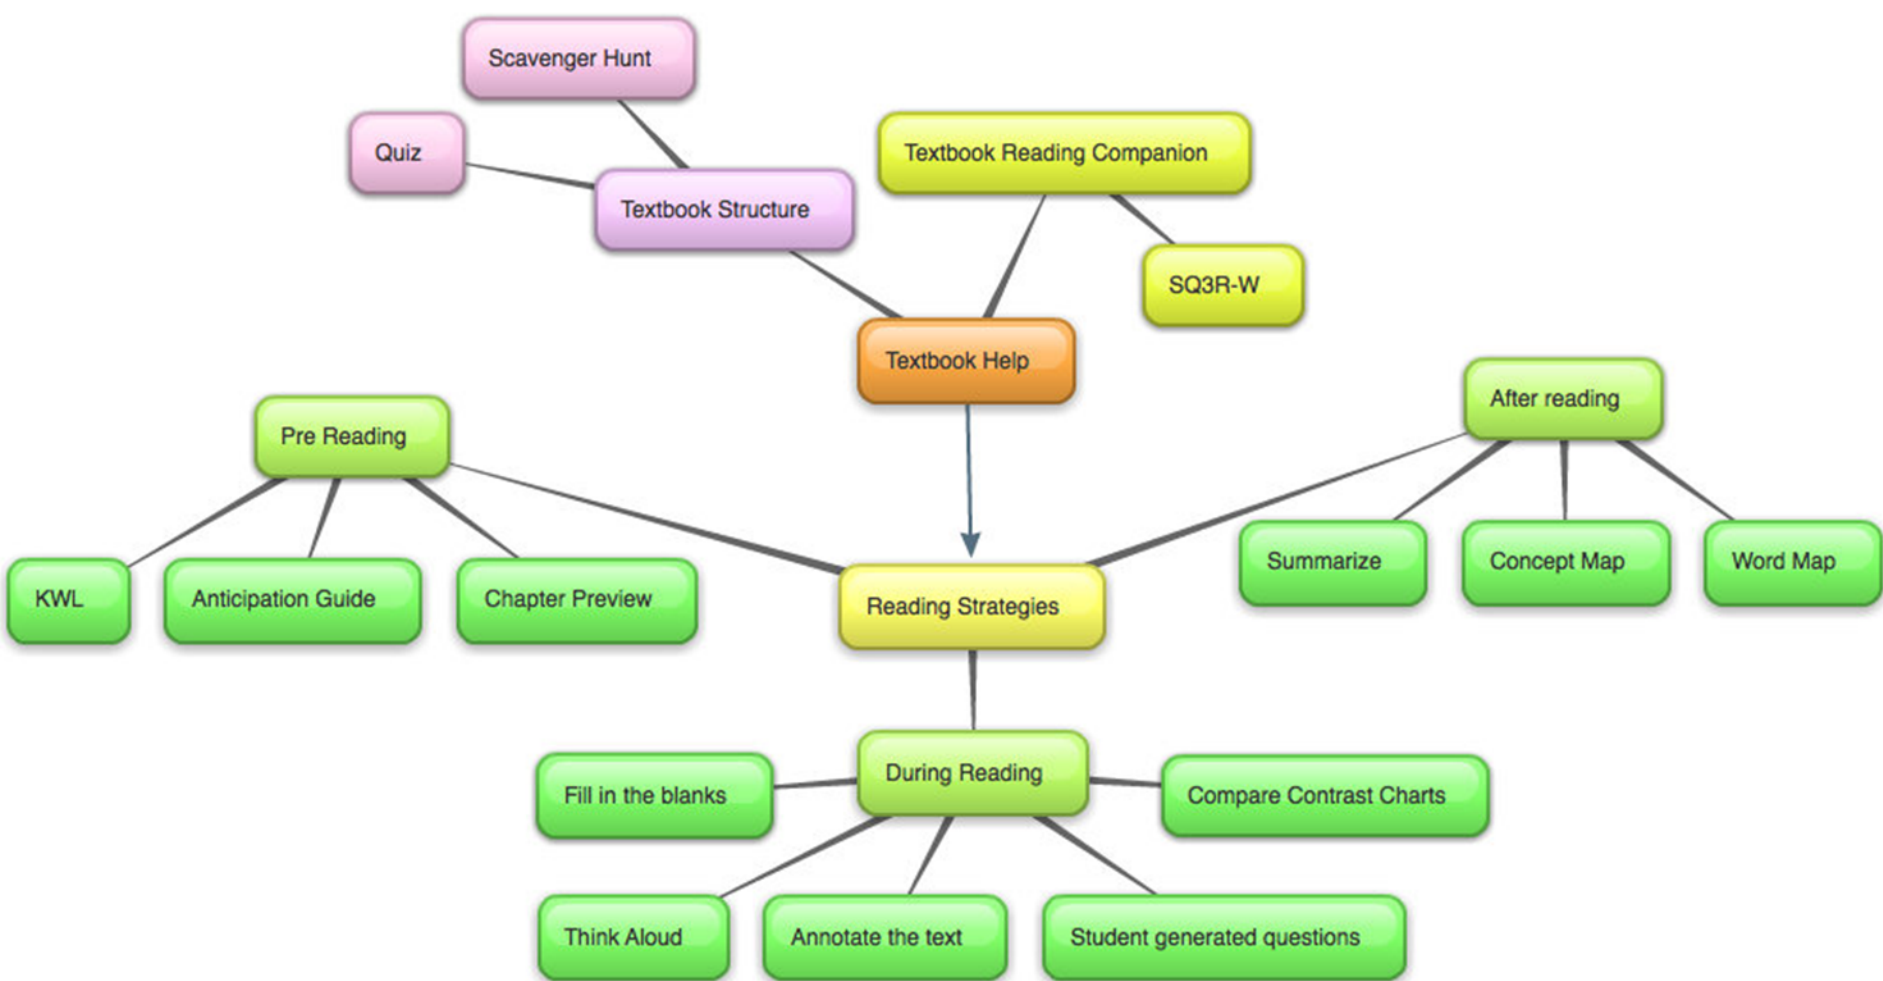 Scavenger Hunt
Quiz
Textbook Reading Companion
Textbook Structure
SQ3R-W
Textbook Help
After reading
Pre Reading
Summarize
Concept Map
Word Map
KWL
Anticipation Guide
Chapter Preview
Reading Strategies
During Reading
Fill in the blanks
Compare Contrast Charts
Think Aloud
Annotate the text
Student generated questions